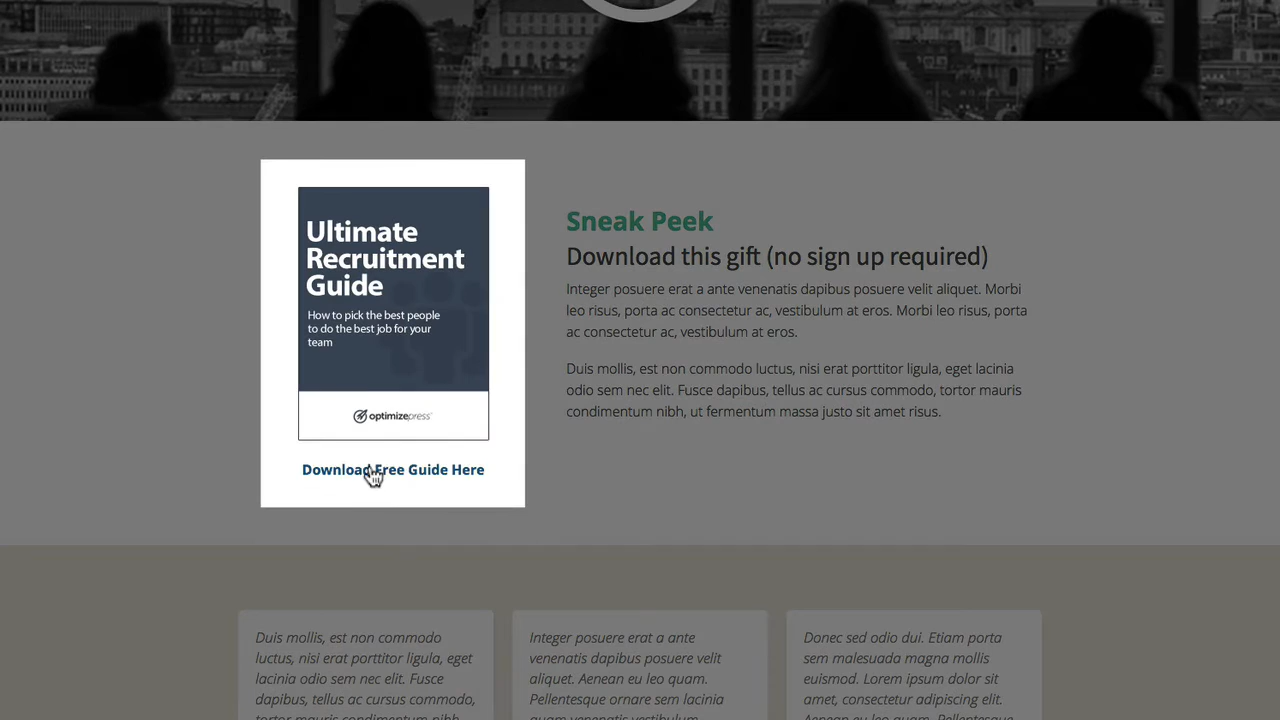 Ultimate
Recruitment
Guide
How to pick the best people
to do the best job for your
team
optimizepress
Download Free Guide Here
Sneak Peek
Download this gift (no sign up required)
Integer posuere erat a ante venenatis dapibus posuere velit aliquet. Morbi
leo risus, porta ac consectetur ac, vestibulum at eros. Morbi leo risus, porta
ac consectetur ac, vestibulum at eros.
Duis mollis, est non commodo luctus, nisi erat porttitor ligula, eget lacinia
odio sem nec elit. Fusce dapibus, tellus ac cursus commodo, tortor mauris
condimentum nibh, ut fermentum massa justo sit amet risus.
Duis mollis, est non commodo
luctus, nisi erat porttitor ligula, eget
lacinia odio sem nec elit. Fusce
dapibus, tellus ac cursus commodo,
tortor mauris condimentum nibh
Integer posuere erat a ante
venenatis dapibus posuere velit
aliquet. Aenean eu leo quam.
Pellentesque ornare sem lacinia
quam venenatis vestibulum
Donec sed odio dui. Etiam porta
sem malesuada magna mollis
euismod. Lorem ipsum dolor sit
amet, consectetur adipiscing elit.
Aenean eu leo quam. Pellentesque